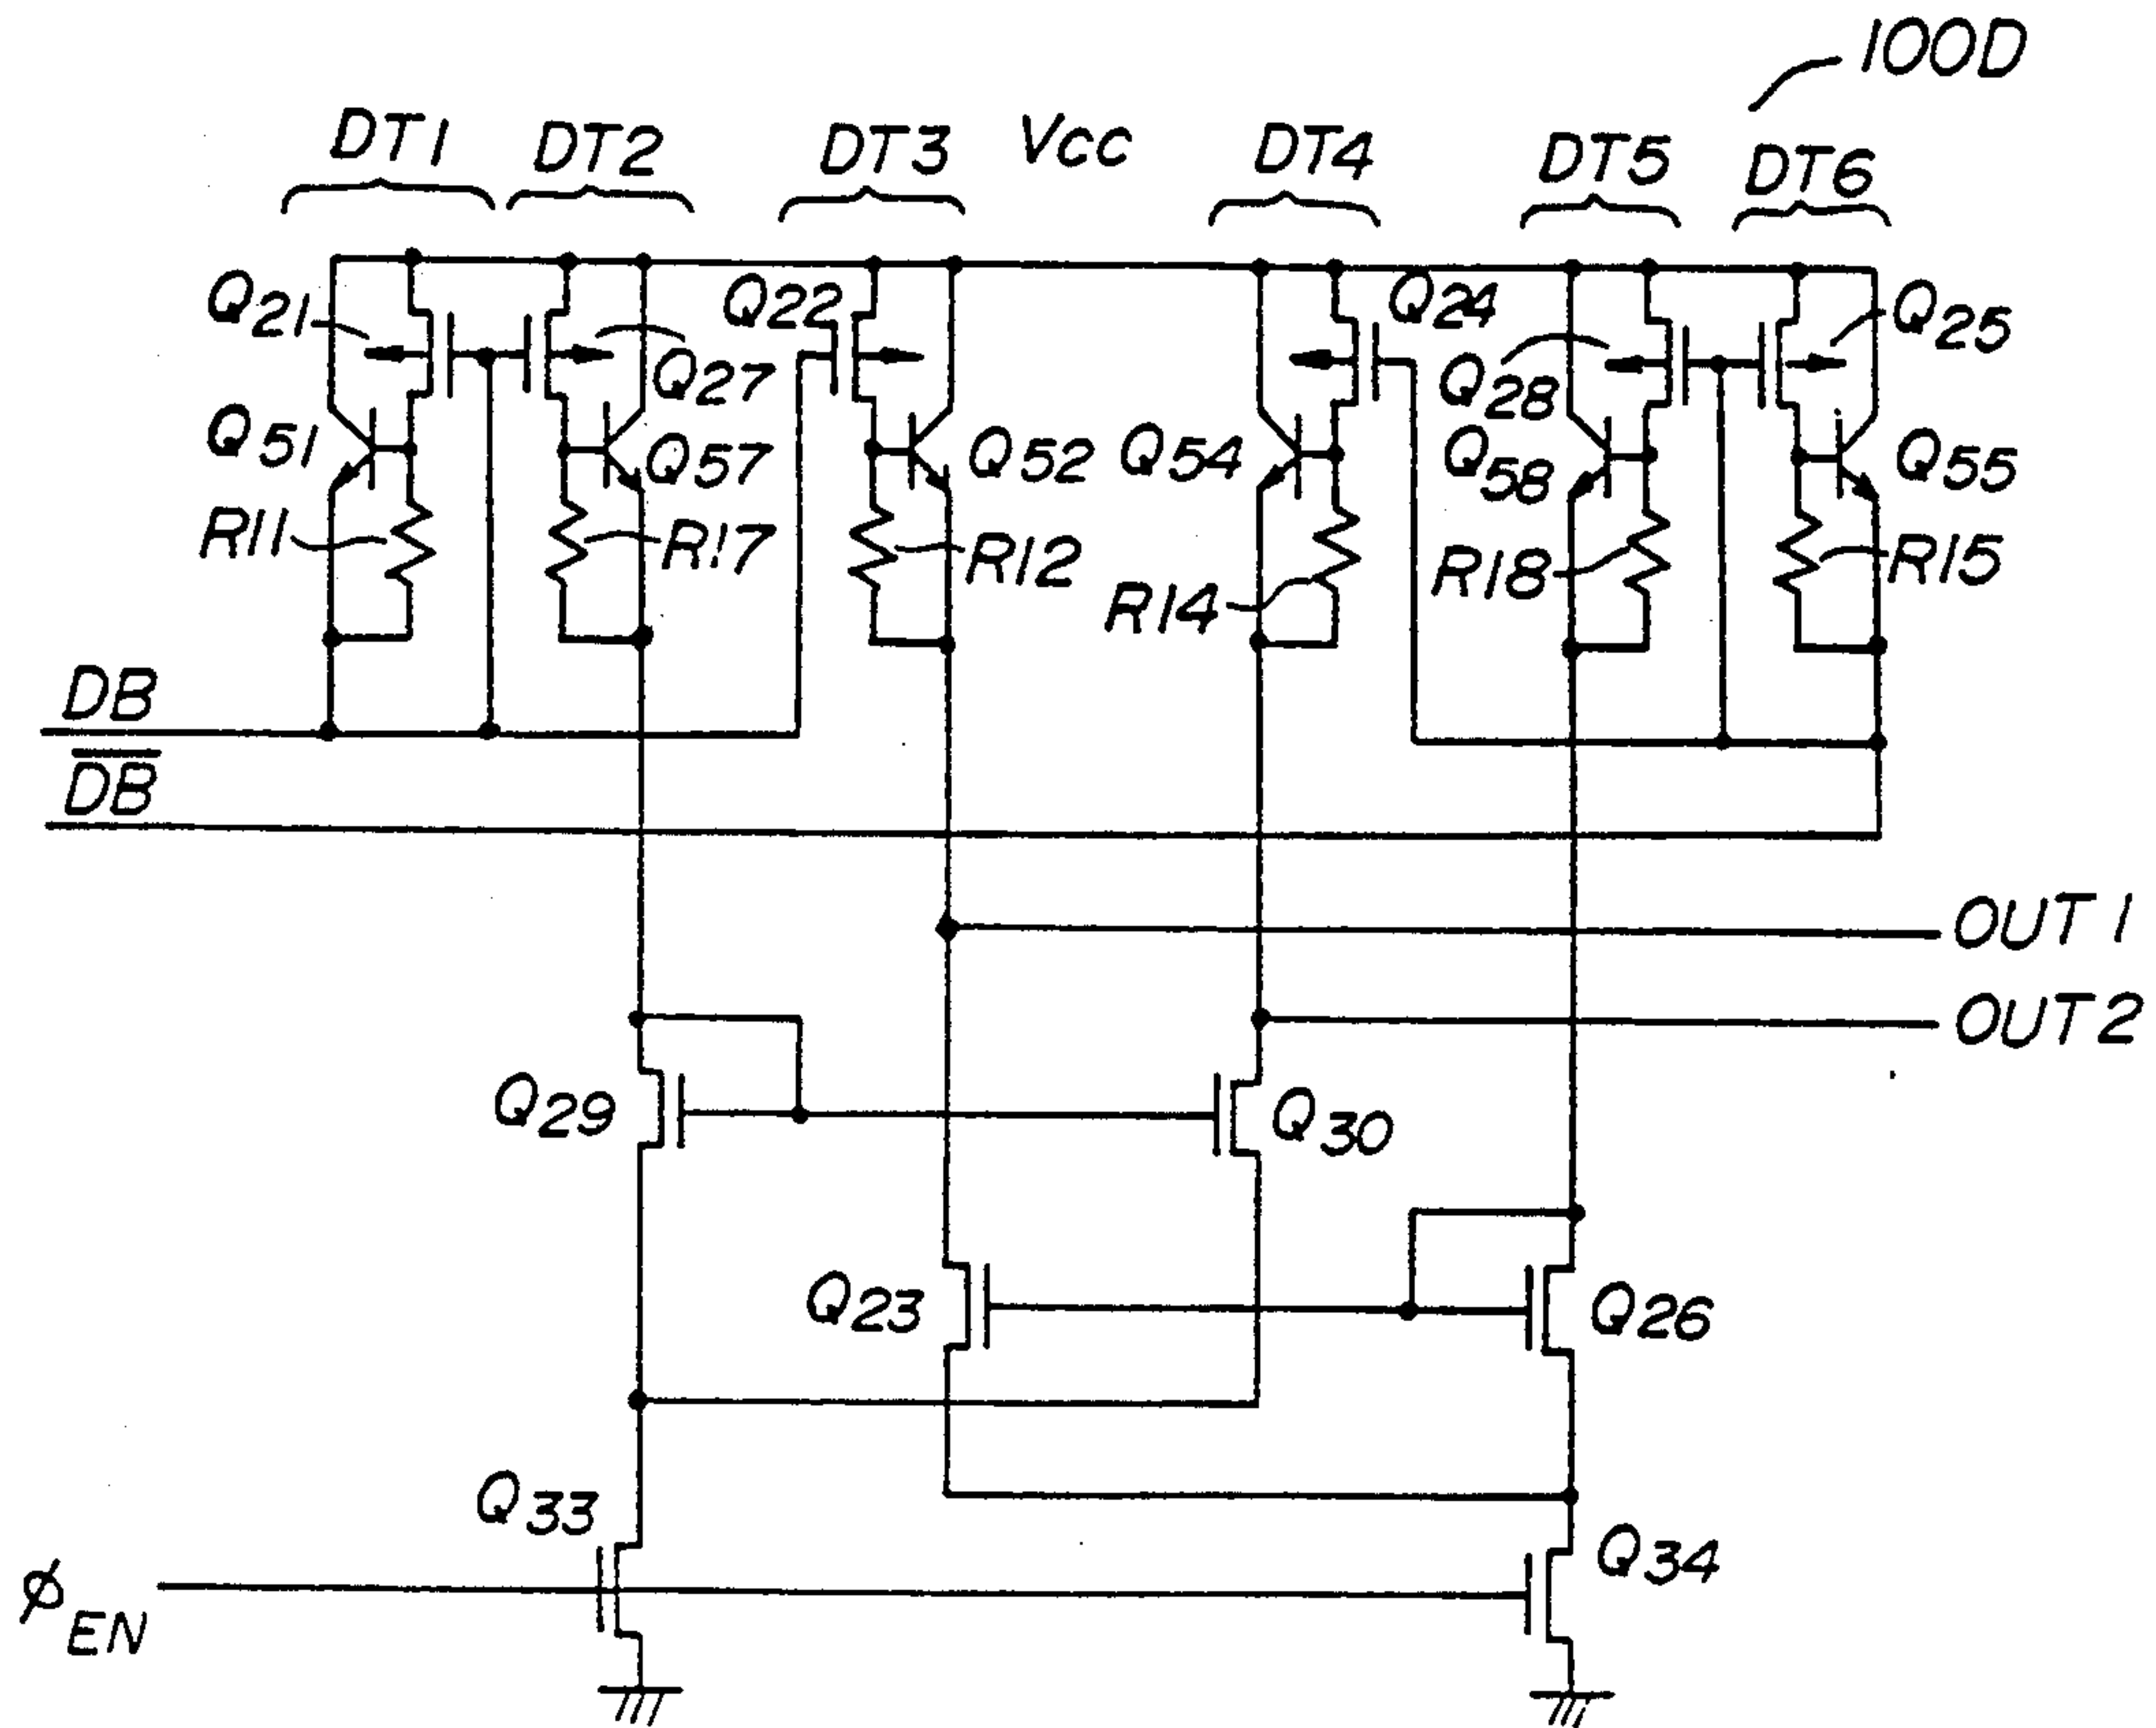 100D
DT1 DT2 DT3 Vcc DT4 DT5 DT6
Q21 Q27 Q22 Q24 Q28 Q25
Q51 Q57 Q52 Q54 Q58 Q55
R11 R17 R12 R14 R18 R15
DB
D̅B̅
OUT 1
OUT 2
Q29 Q30
Q23 Q26
Q33 Q34
ϕEN